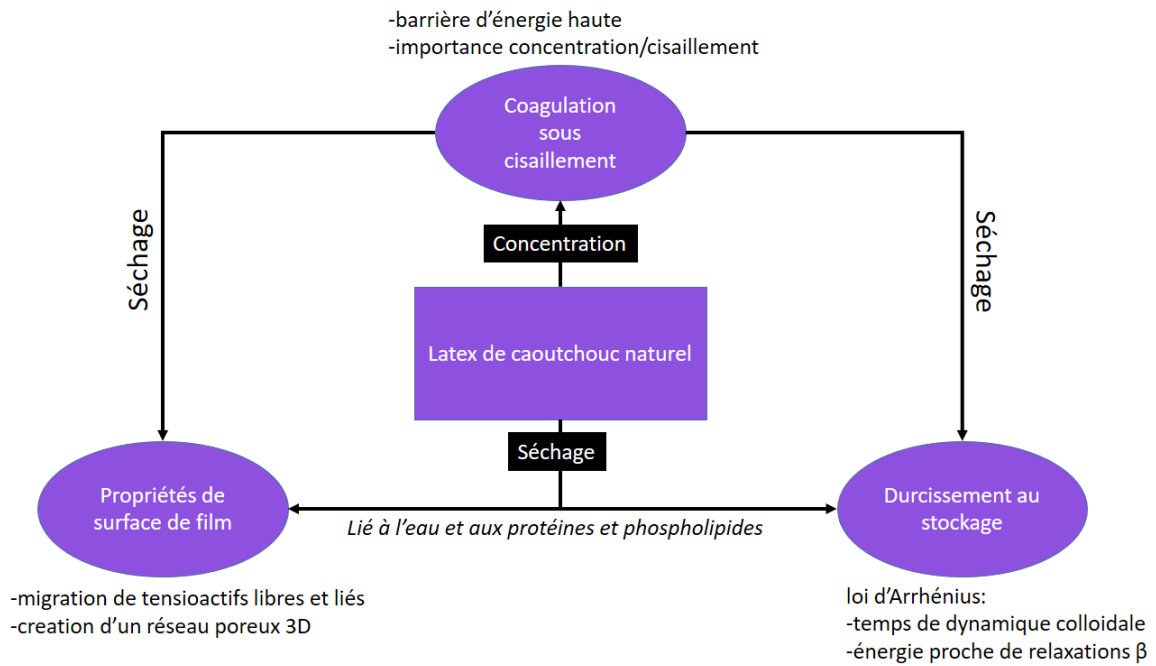 -barrière d’énergie haute
-importance concentration/cisaillement
Coagulation
sous
cisaillement
Séchage
Séchage
Concentration
Latex de caoutchouc naturel
Séchage
Propriétés de
surface de film
Durcissement au
stockage
Lié à l’eau et aux protéines et phospholipides
-migration de tensioactifs libres et liés
-creation d’un réseau poreux 3D
loi d’Arrhénius:
-temps de dynamique colloidale
-énergie proche de relaxations β